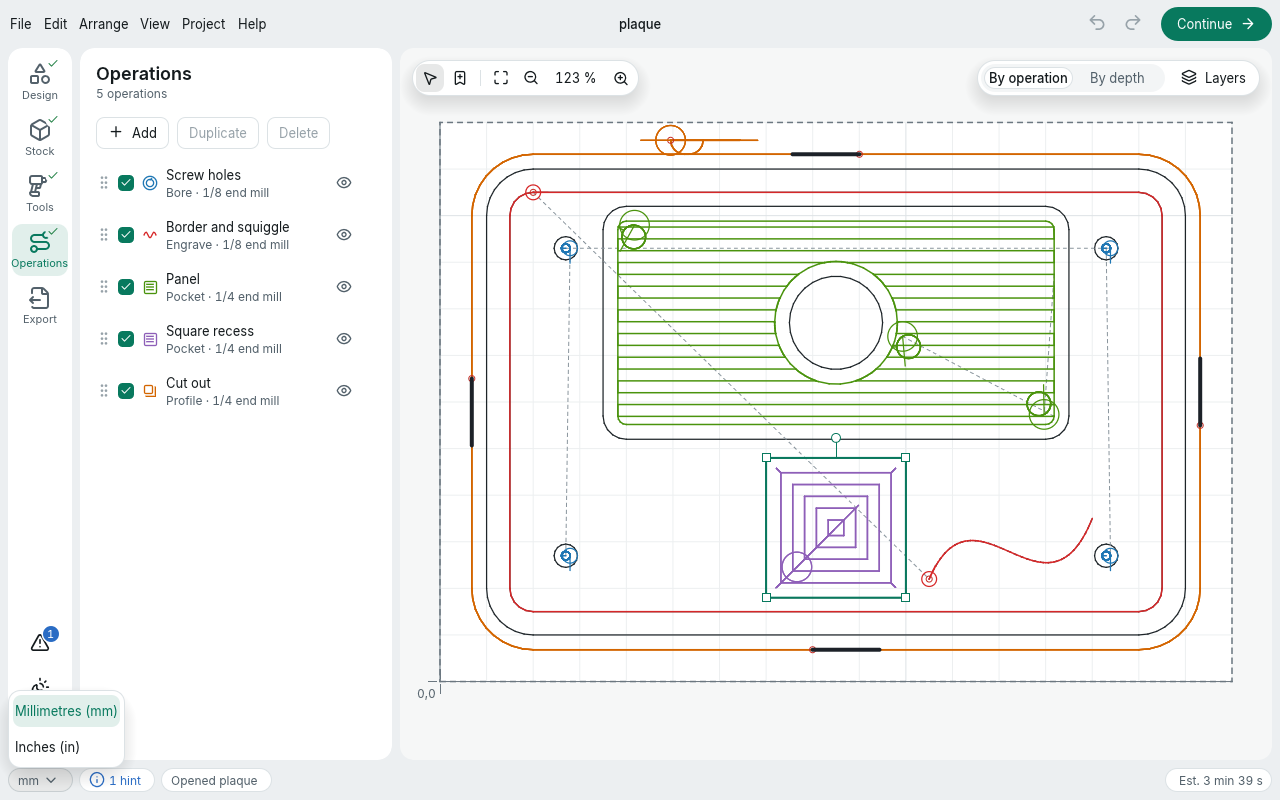 File Edit Arrange View Project Help
plaque
Continue
Design
Stock
Tools
Operations
Export
1
Operations
5 operations
Add
Duplicate
Delete
Screw holes
Bore · 1/8 end mill
Border and squiggle
Engrave · 1/8 end mill
Panel
Pocket · 1/4 end mill
Square recess
Pocket · 1/4 end mill
Cut out
Profile · 1/4 end mill
123 %
By operation
By depth
Layers
0,0
Millimetres (mm)
Inches (in)
mm
1 hint
Opened plaque
Est. 3 min 39 s